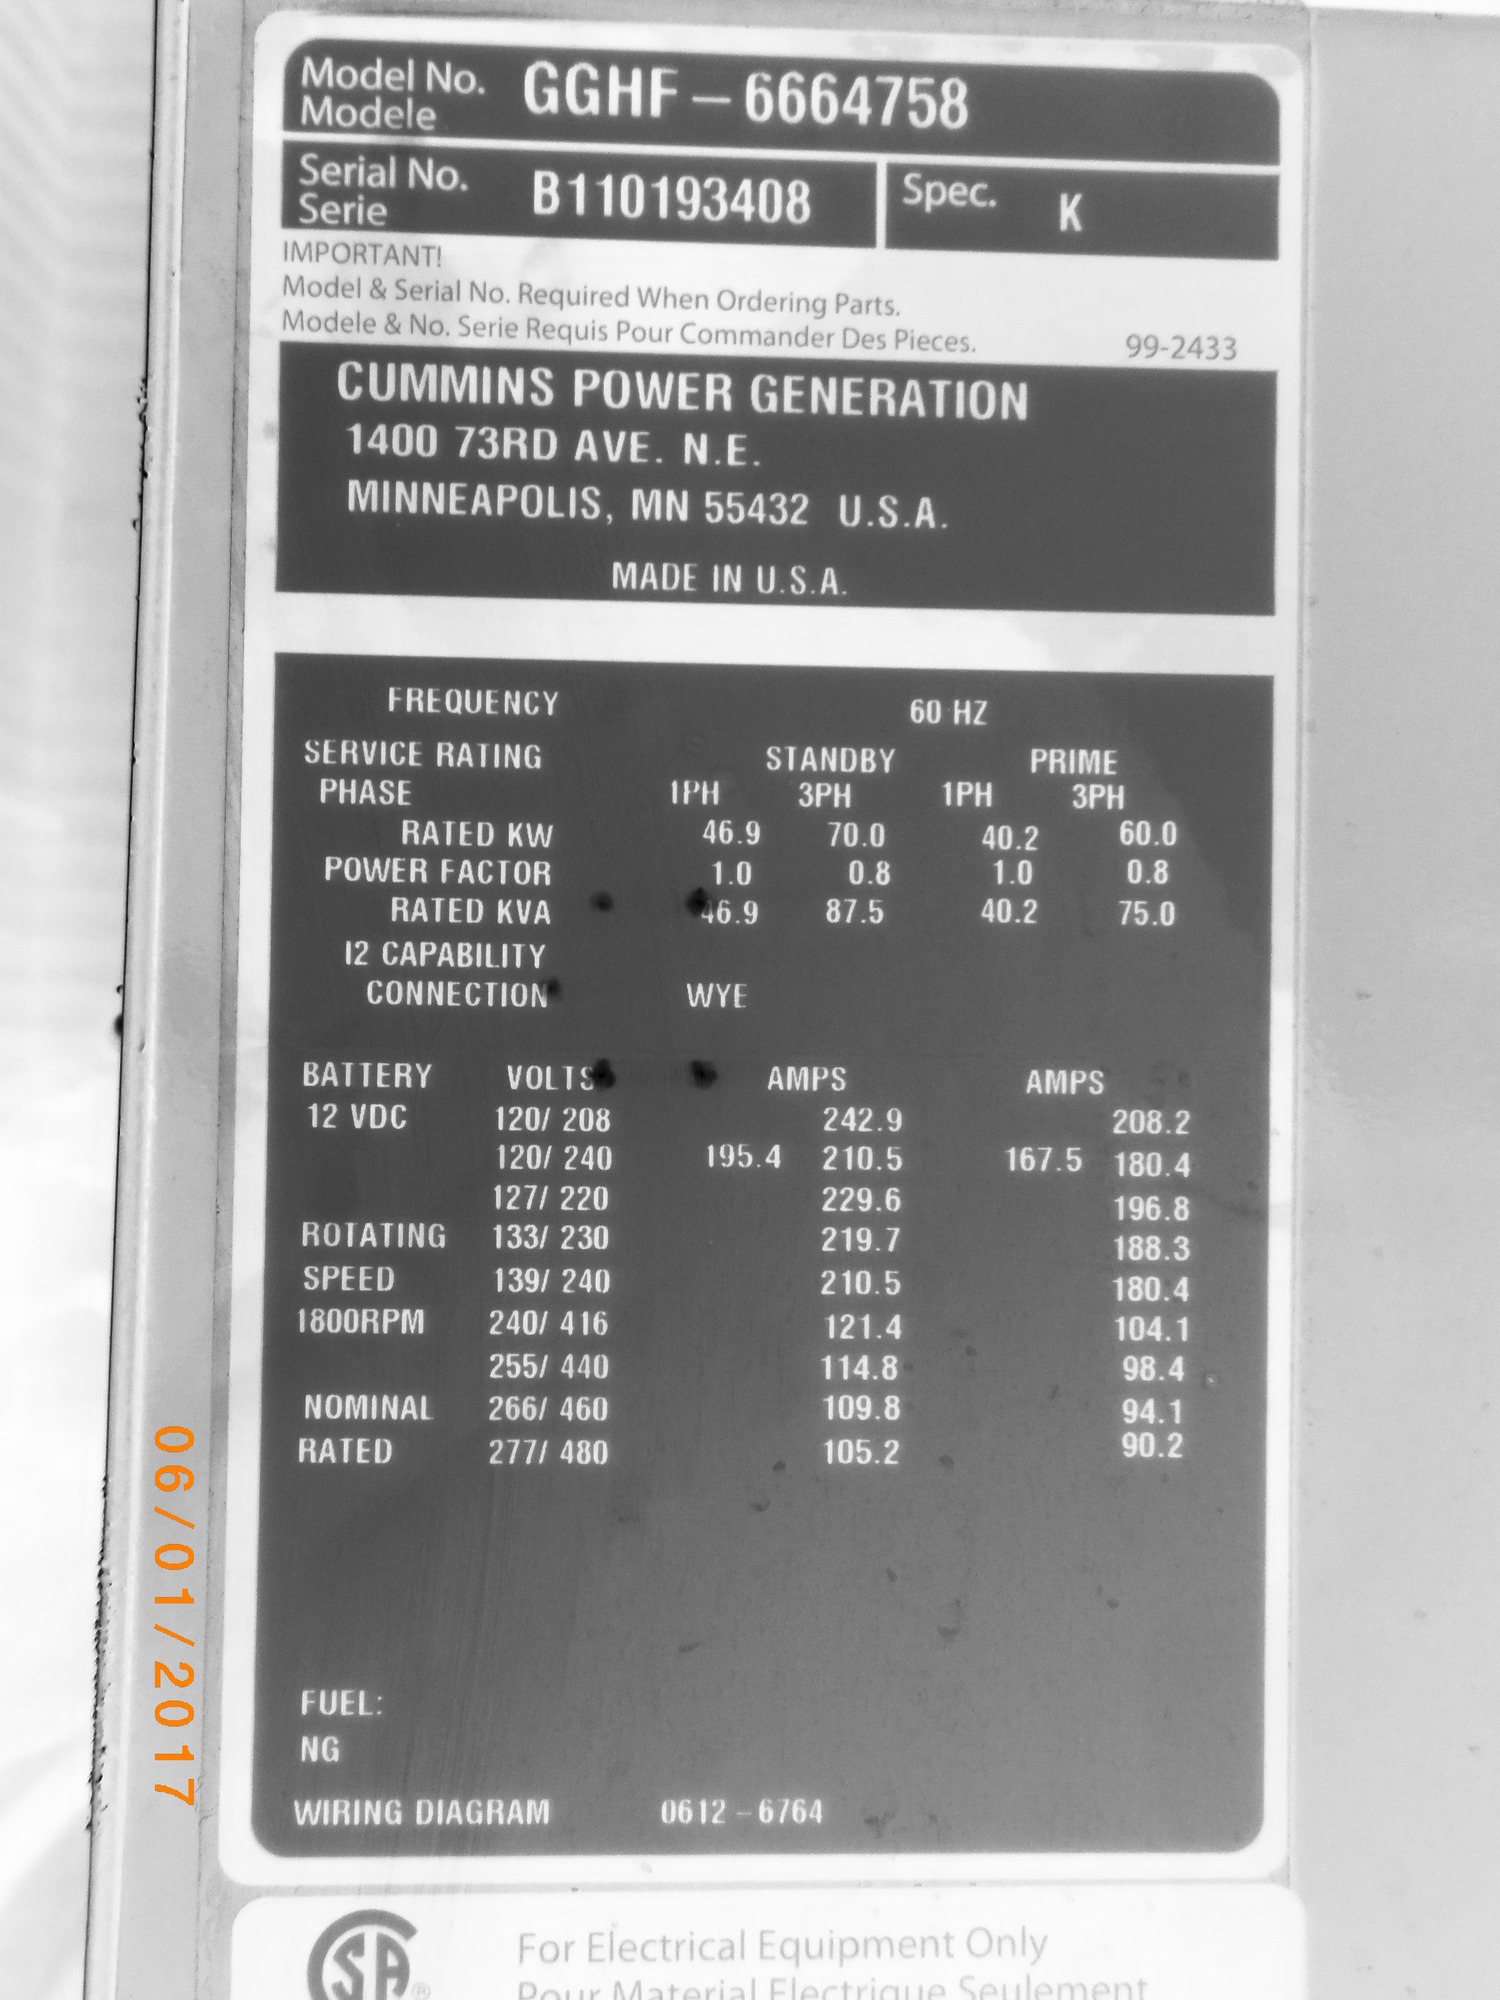 Model No. GGHF - 6664758
Modele
Serial No. B110193408 Spec. K
Serie
IMPORTANT!
Model & Serial No. Required When Ordering Parts.
Modele & No. Serie Requis Pour Commander Des Pieces. 99-2433
CUMMINS POWER GENERATION
1400 73RD AVE. N.E.
MINNEAPOLIS, MN 55432 U.S.A.
MADE IN U.S.A.
FREQUENCY 60 HZ
SERVICE RATING STANDBY PRIME
PHASE 1PH 3PH 1PH 3PH
RATED KW 46.9 70.0 40.2 60.0
POWER FACTOR 1.0 0.8 1.0 0.8
RATED KVA 46.9 87.5 40.2 75.0
I2 CAPABILITY
CONNECTION WYE
BATTERY VOLTS AMPS AMPS
12 VDC 120/ 208 242.9 208.2
120/ 240 195.4 210.5 167.5 180.4
127/ 220 229.6 196.8
ROTATING 133/ 230 219.7 188.3
SPEED 139/ 240 210.5 180.4
1800RPM 240/ 416 121.4 104.1
255/ 440 114.8 98.4
NOMINAL 266/ 460 109.8 94.1
RATED 277/ 480 105.2 90.2
FUEL:
NG
WIRING DIAGRAM 0612 - 6764
SA ®
For Electrical Equipment Only
Pour Material Electrique Seulement
06/01/2017